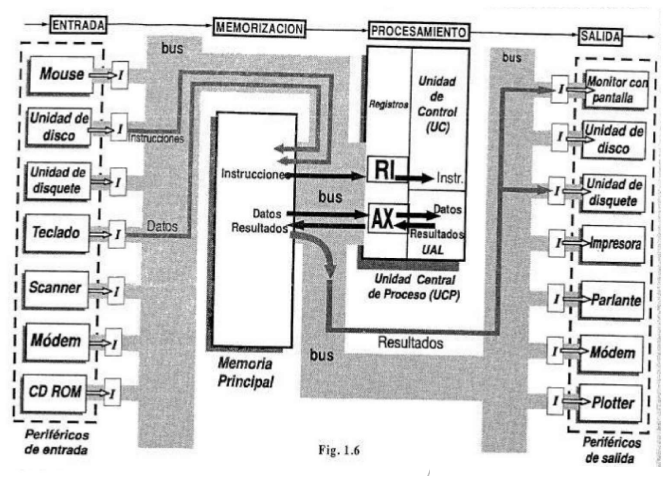 ENTRADA
MEMORIZACION
PROCESAMIENTO
SALIDA
bus
bus
Mouse
I
Unidad de
disco
I
Instrucciones
Unidad de
disquete
I
Teclado
I
Datos
Scanner
I
Módem
I
CD ROM
I
Periféricos
de entrada
Instrucciones
Datos
Resultados
Memoria
Principal
bus
bus
Registros
Unidad
de
Control
(UC)
RI
Instr.
AX
Datos
Resultados
UAL
Unidad Central
de Proceso (UCP)
Resultados
I
Monitor con
pantalla
I
Unidad de
disco
I
Unidad de
disquete
I
Impresora
I
Parlante
I
Módem
I
Plotter
Periféricos
de salida
Fig. 1.6